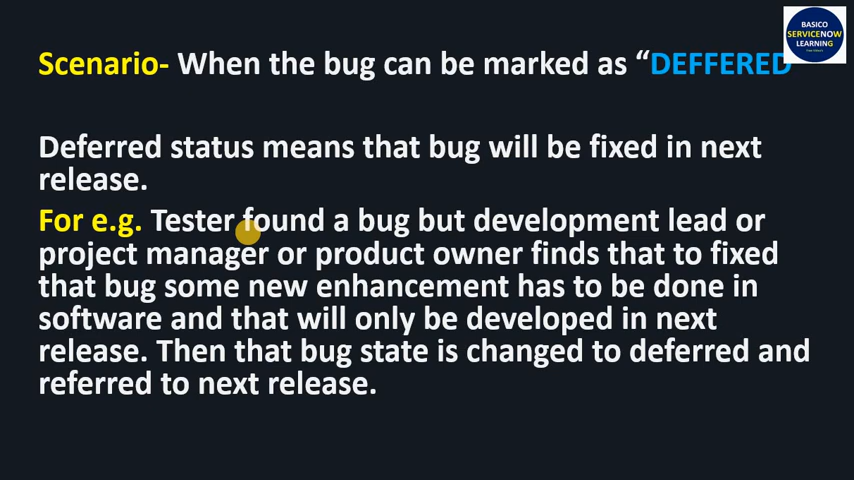 BASICO
SERVICENOW
LEARNING
Scenario- When the bug can be marked as “DEFFERED
Deferred status means that bug will be fixed in next
release.
For e.g. Tester found a bug but development lead or
project manager or product owner finds that to fixed
that bug some new enhancement has to be done in
software and that will only be developed in next
release. Then that bug state is changed to deferred and
referred to next release.